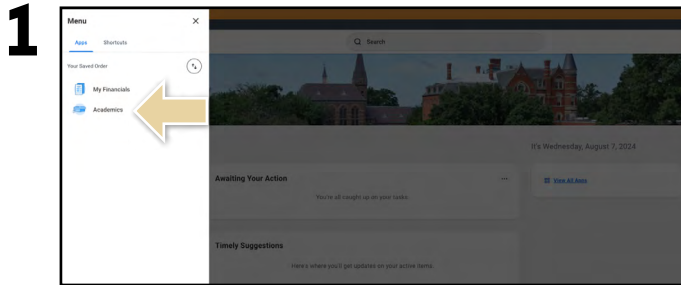 1
Menu X
Apps Shortcuts
Search
Your Saved Order
My Financials
Academics
It's Wednesday, August 7, 2024
Awaiting Your Action
View All Apps
You're all caught up on your tasks.
Timely Suggestions
Here's where you'll get updates on your active items.